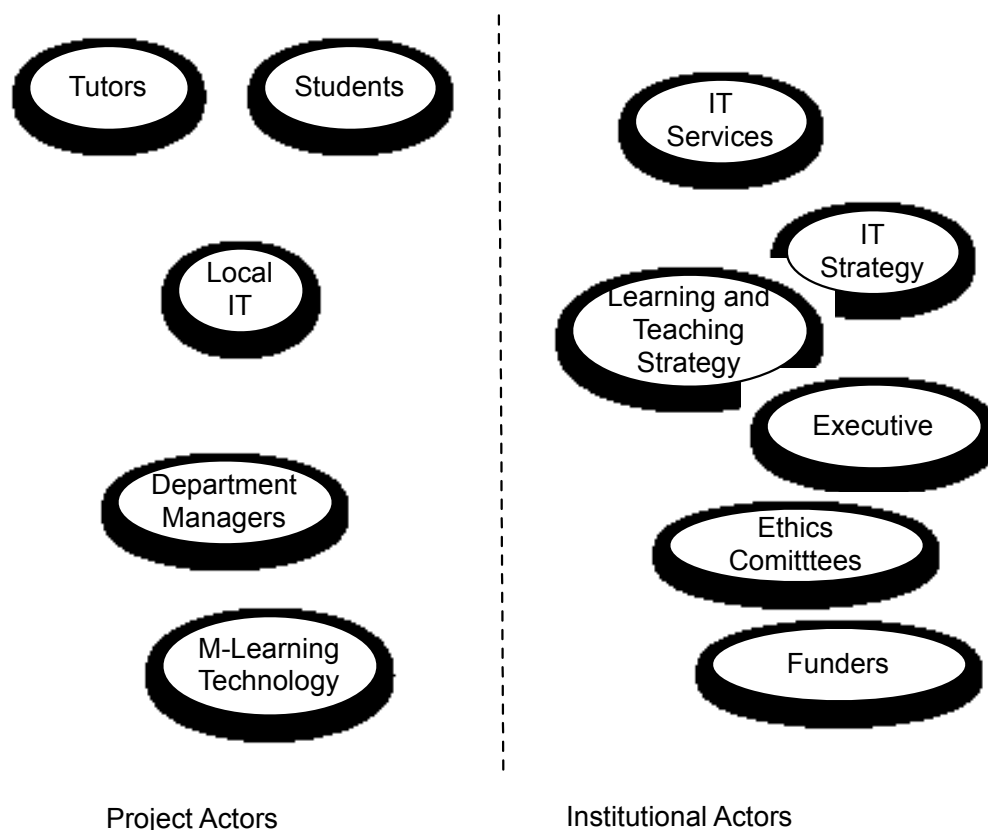 Tutors
Students
Local
IT
Department
Managers
M-Learning
Technology
Project Actors
IT
Services
IT
Strategy
Learning and
Teaching
Strategy
Executive
Ethics
Comitttees
Funders
Institutional Actors